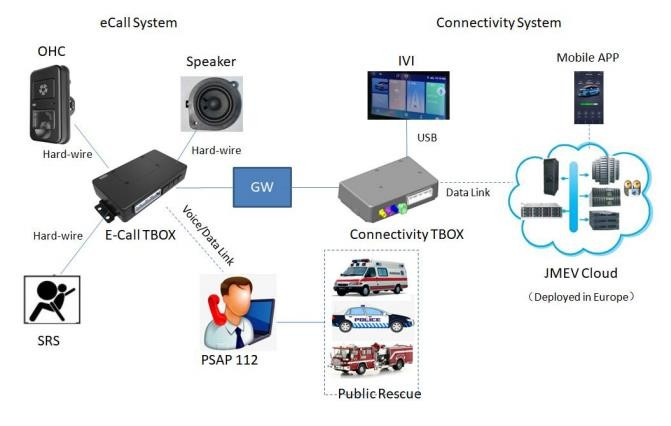 eCall System
Connectivity System
OHC
Speaker
IVI
Mobile APP
Hard-wire
Hard-wire
USB
GW
Data Link
Hard-wire
E-Call TBOX
Voice/Data Link
Connectivity TBOX
JMEV Cloud
（Deployed in Europe）
SRS
PSAP 112
POLICE
Public Rescue